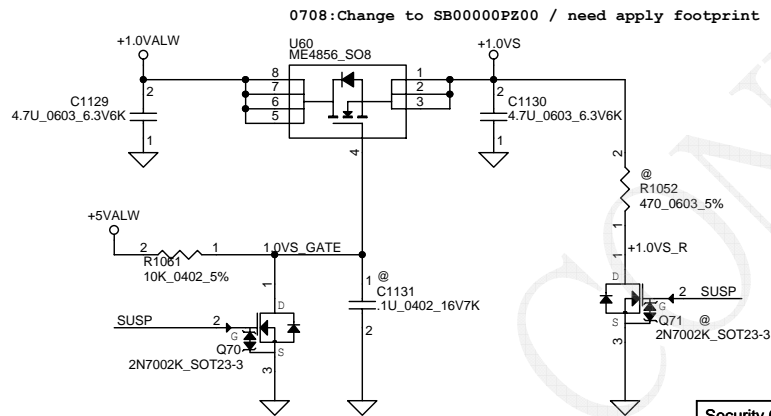 0708:Change to SB00000PZ00 / need apply footprint
+1.0VALW
U60
ME4856_SO8
+1.0VS
8
7
6
5
1
2
3
4
2
C1129
4.7U_0603_6.3V6K
1
2
C1130
4.7U_0603_6.3V6K
1
2
@
R1052
470_0603_5%
1
+5VALW
2
1
R1061
10K_0402_5%
1.0VS_GATE
1
@
C1131
.1U_0402_16V7K
2
1
+1.0VS_R
1
D
G
S
SUSP
2
Q70
2N7002K_SOT23-3
3
D
2
SUSP
G
Q71
@
S
2N7002K_SOT23-3
3
Security
CON